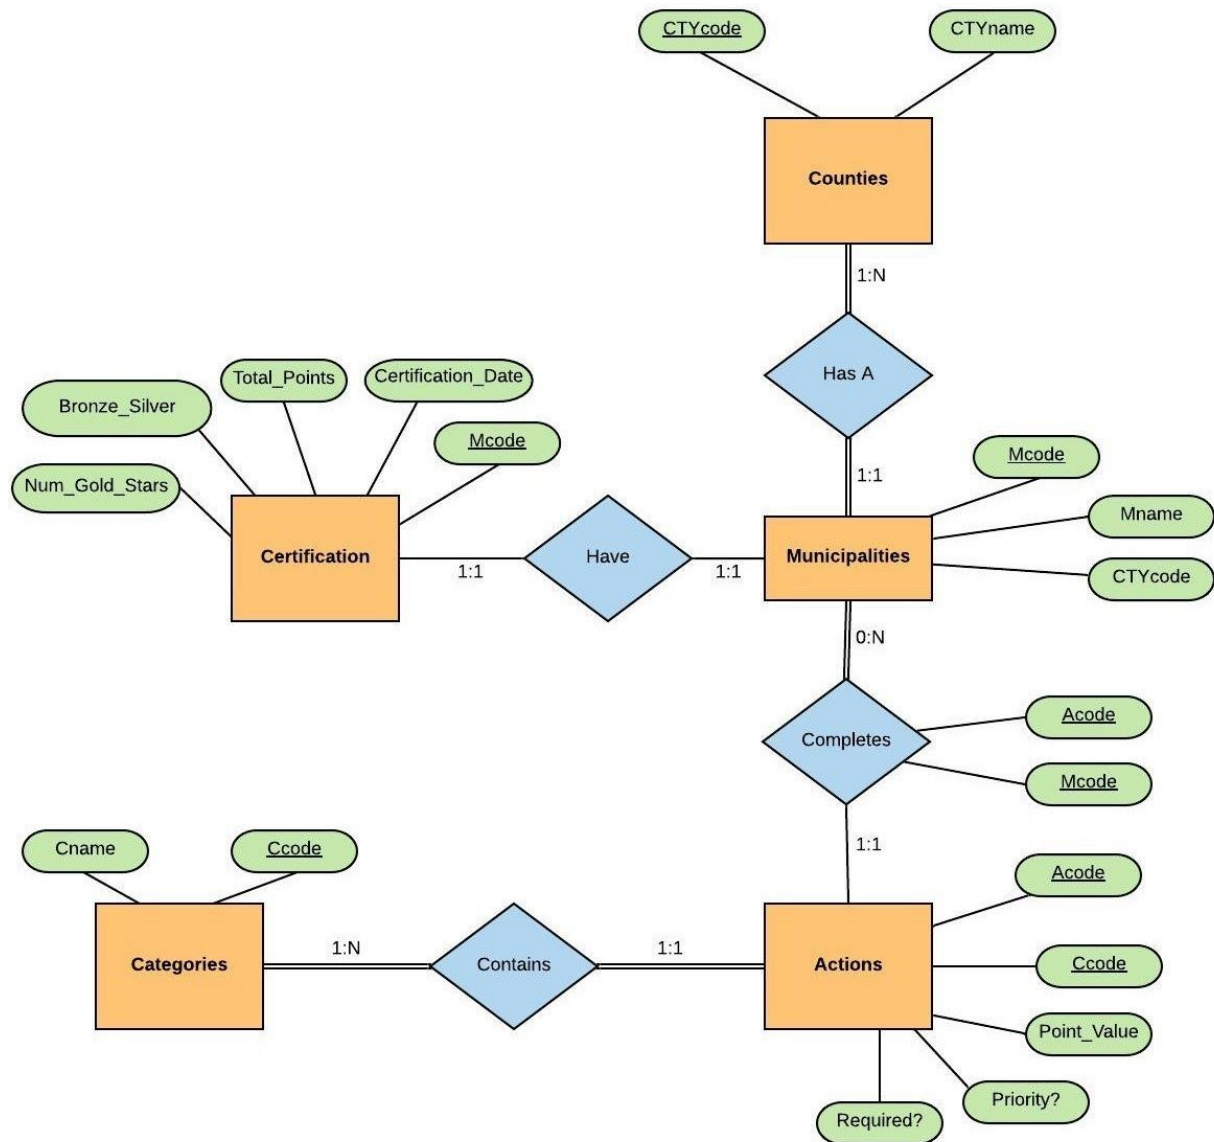 CTYcode
CTYname
Counties
1:N
Has A
1:1
Total_Points
Certification_Date
Bronze_Silver
Mcode
Num_Gold_Stars
Certification
1:1
Have
1:1
Municipalities
Mcode
Mname
CTYcode
0:N
Completes
Acode
Mcode
1:1
Cname
Ccode
Categories
1:N
Contains
1:1
Actions
Acode
Ccode
Point_Value
Priority?
Required?